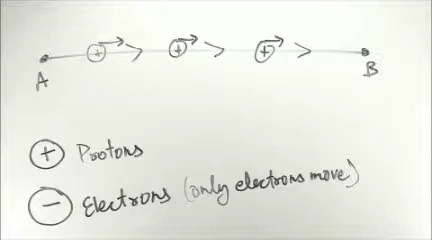 + + +
A B
+ Protons
− Electrons (only electrons move)